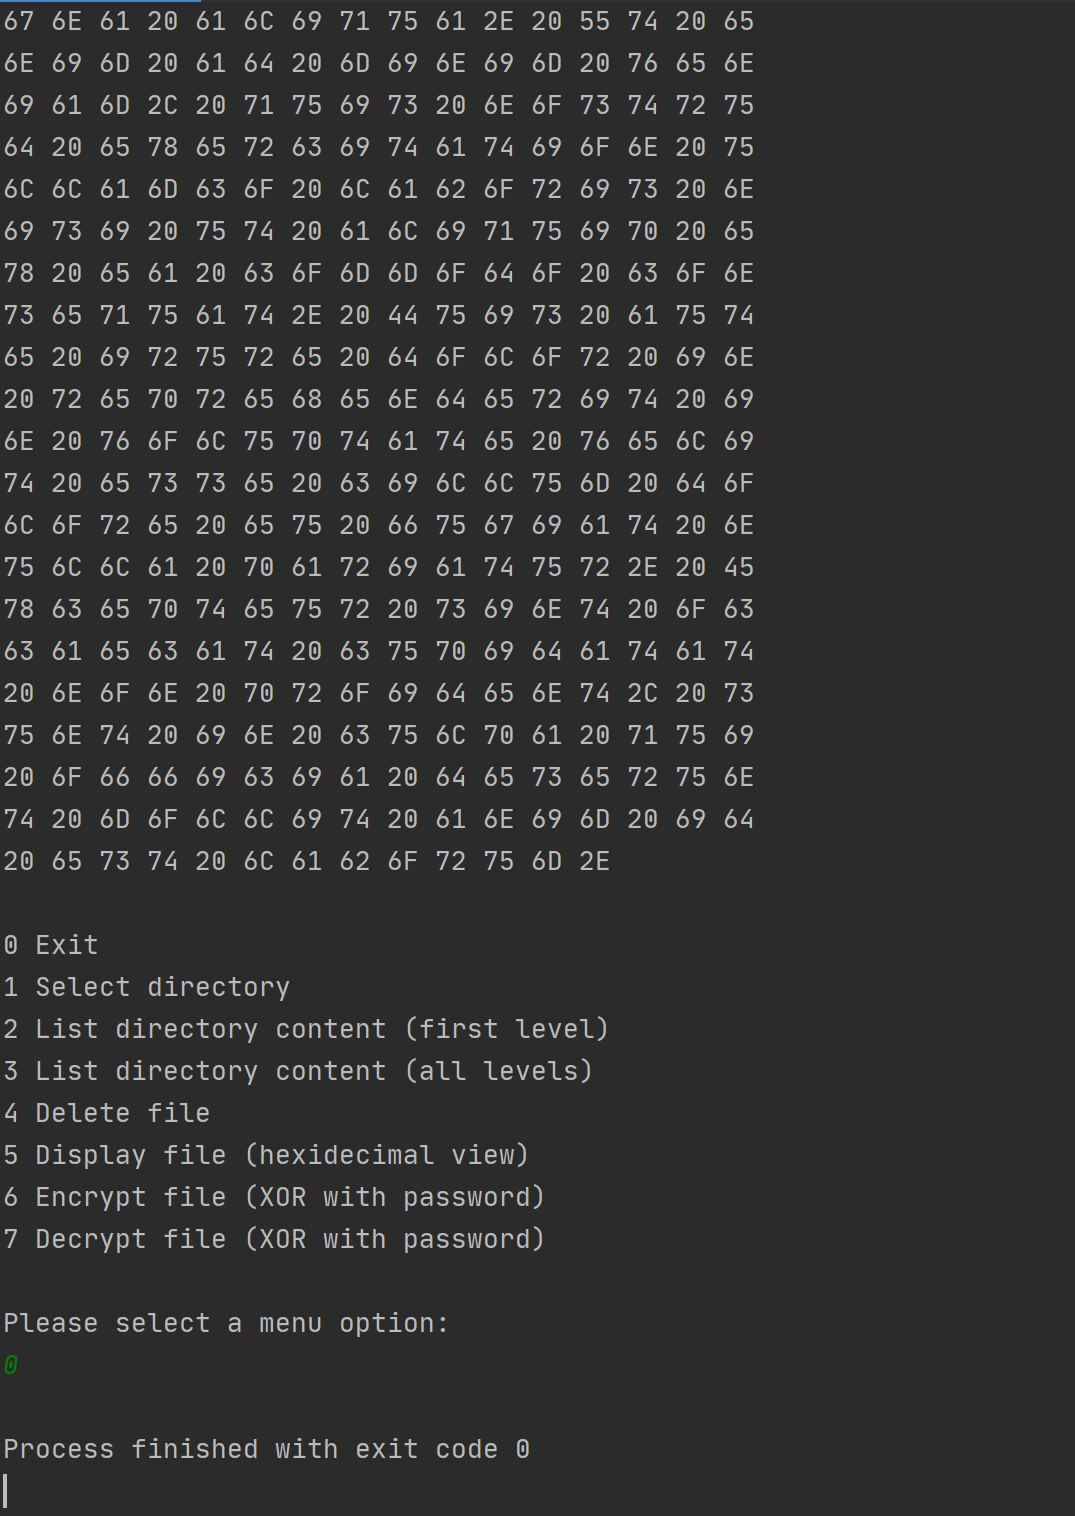 67 6E 61 20 61 6C 69 71 75 61 2E 20 55 74 20 65
6E 69 6D 20 61 64 20 6D 69 6E 69 6D 20 76 65 6E
69 61 6D 2C 20 71 75 69 73 20 6E 6F 73 74 72 75
64 20 65 78 65 72 63 69 74 61 74 69 6F 6E 20 75
6C 6C 61 6D 63 6F 20 6C 61 62 6F 72 69 73 20 6E
69 73 69 20 75 74 20 61 6C 69 71 75 69 70 20 65
78 20 65 61 20 63 6F 6D 6D 6F 64 6F 20 63 6F 6E
73 65 71 75 61 74 2E 20 44 75 69 73 20 61 75 74
65 20 69 72 75 72 65 20 64 6F 6C 6F 72 20 69 6E
20 72 65 70 72 65 68 65 6E 64 65 72 69 74 20 69
6E 20 76 6F 6C 75 70 74 61 74 65 20 76 65 6C 69
74 20 65 73 73 65 20 63 69 6C 6C 75 6D 20 64 6F
6C 6F 72 65 20 65 75 20 66 75 67 69 61 74 20 6E
75 6C 6C 61 20 70 61 72 69 61 74 75 72 2E 20 45
78 63 65 70 74 65 75 72 20 73 69 6E 74 20 6F 63
63 61 65 63 61 74 20 63 75 70 69 64 61 74 61 74
20 6E 6F 6E 20 70 72 6F 69 64 65 6E 74 2C 20 73
75 6E 74 20 69 6E 20 63 75 6C 70 61 20 71 75 69
20 6F 66 66 69 63 69 61 20 64 65 73 65 72 75 6E
74 20 6D 6F 6C 6C 69 74 20 61 6E 69 6D 20 69 64
20 65 73 74 20 6C 61 62 6F 72 75 6D 2E
0 Exit
1 Select directory
2 List directory content (first level)
3 List directory content (all levels)
4 Delete file
5 Display file (hexidecimal view)
6 Encrypt file (XOR with password)
7 Decrypt file (XOR with password)
Please select a menu option:
0
Process finished with exit code 0